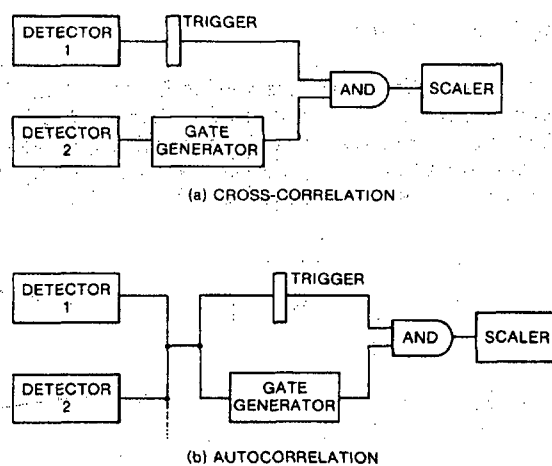 DETECTOR
1
TRIGGER
AND
SCALER
DETECTOR
2
GATE
GENERATOR
(a) CROSS-CORRELATION
DETECTOR
1
TRIGGER
AND
SCALER
DETECTOR
2
GATE
GENERATOR
(b) AUTOCORRELATION